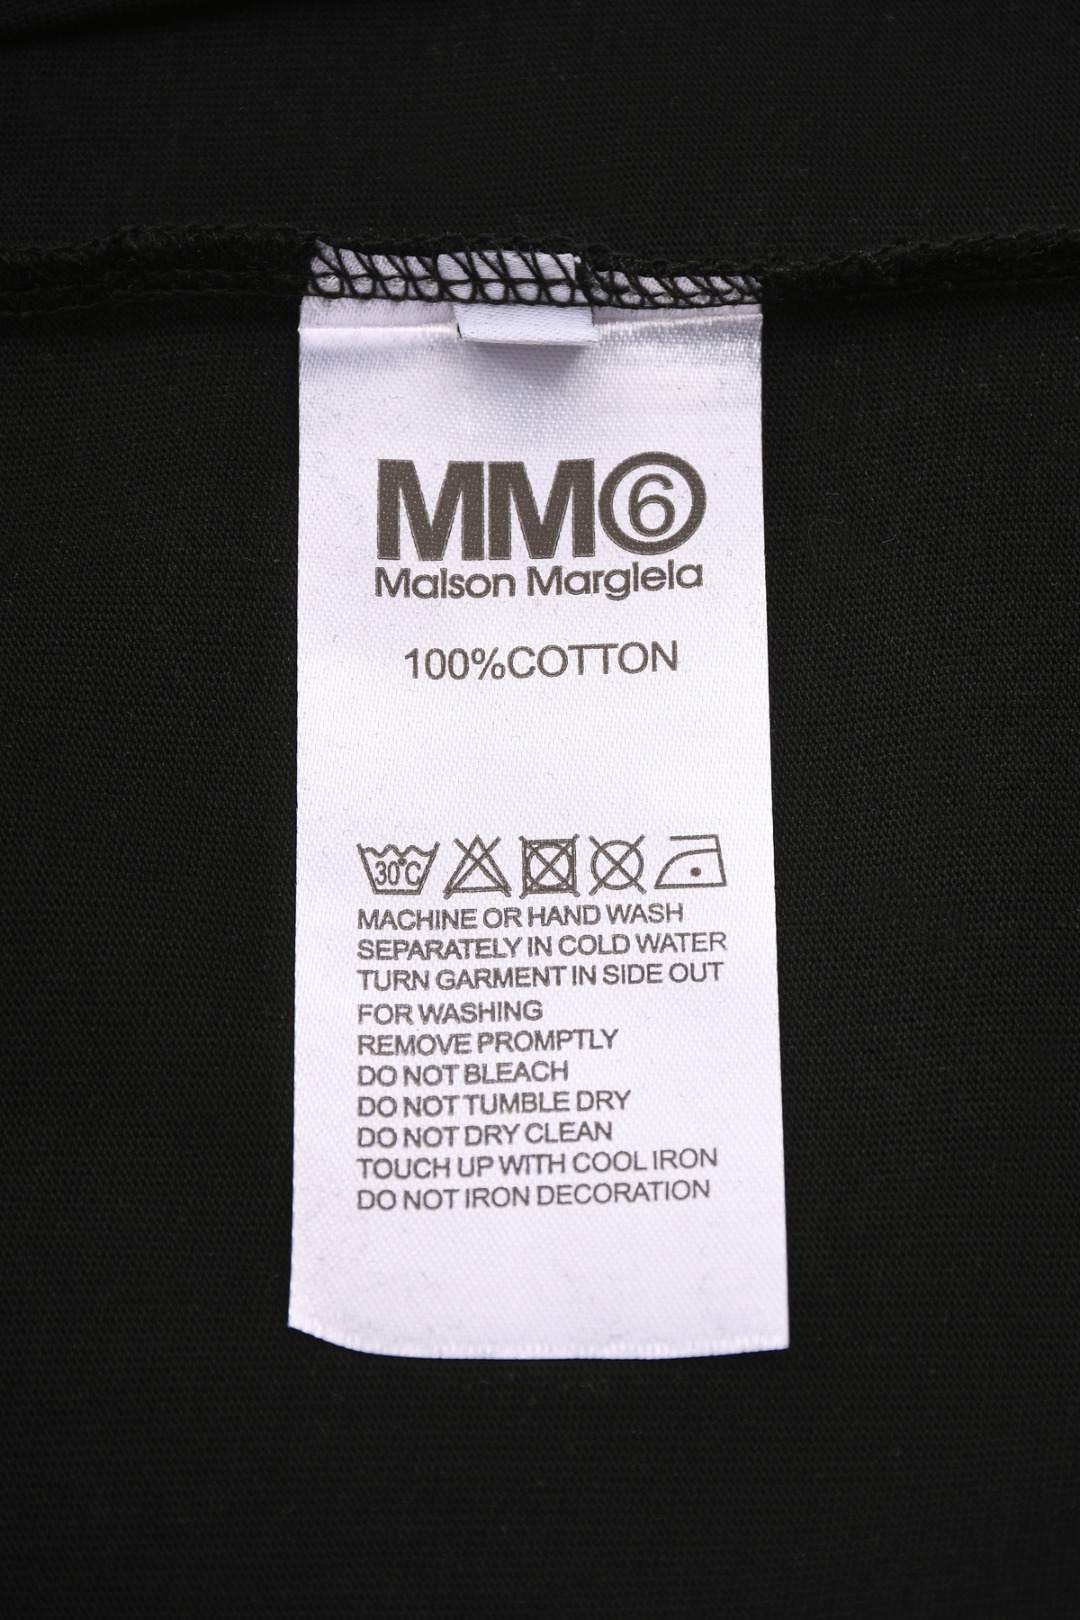 MM6
Maison Margiela
100%COTTON
30°C
MACHINE OR HAND WASH
SEPARATELY IN COLD WATER
TURN GARMENT IN SIDE OUT
FOR WASHING
REMOVE PROMPTLY
DO NOT BLEACH
DO NOT TUMBLE DRY
DO NOT DRY CLEAN
TOUCH UP WITH COOL IRON
DO NOT IRON DECORATION